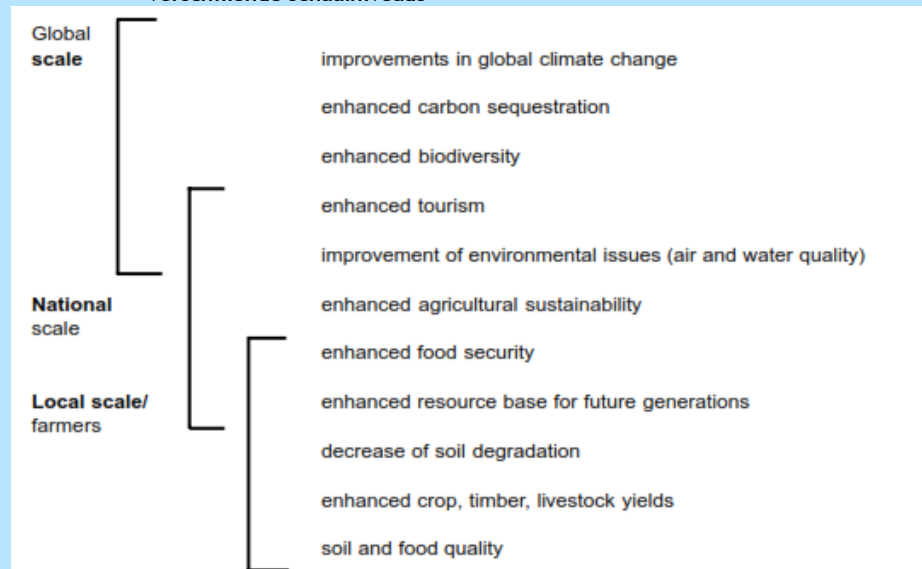 Global
scale
improvements in global climate change
enhanced carbon sequestration
enhanced biodiversity
enhanced tourism
improvement of environmental issues (air and water quality)
National
scale
enhanced agricultural sustainability
enhanced food security
Local scale/
farmers
enhanced resource base for future generations
decrease of soil degradation
enhanced crop, timber, livestock yields
soil and food quality